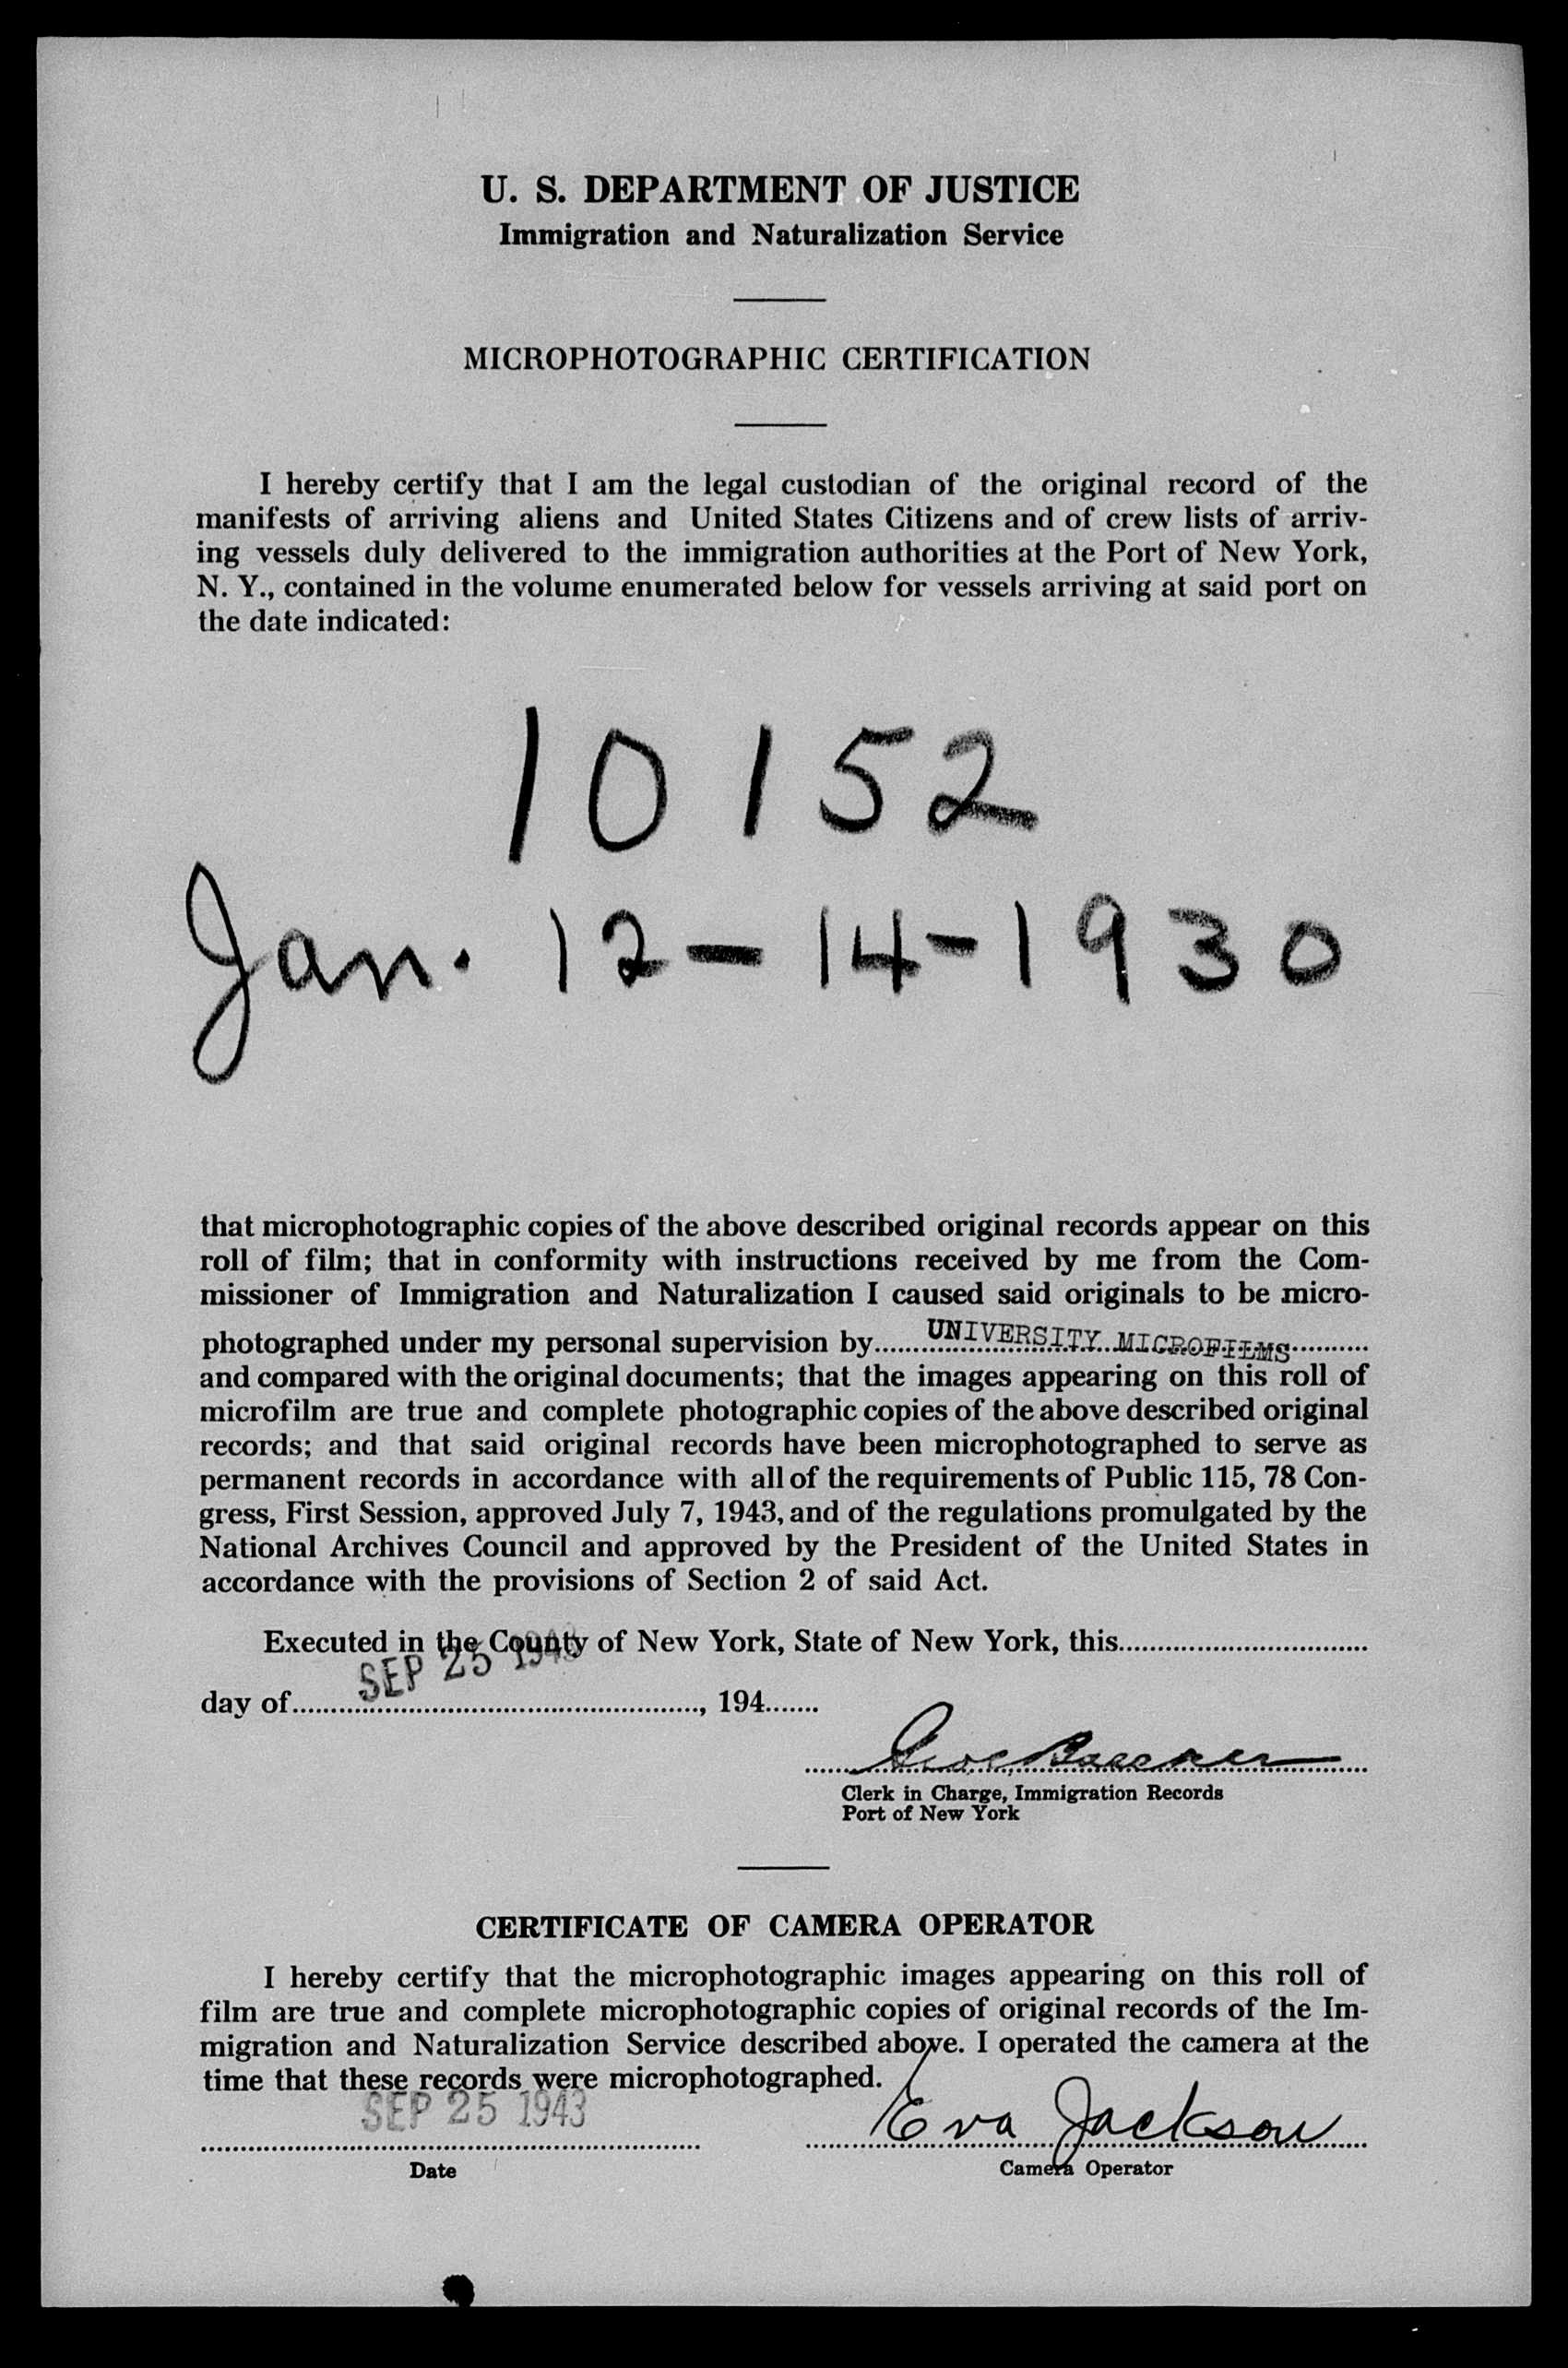 U. S. DEPARTMENT OF JUSTICE
Immigration and Naturalization Service
MICROPHOTOGRAPHIC CERTIFICATION
I hereby certify that I am the legal custodian of the original record of the
manifests of arriving aliens and United States Citizens and of crew lists of arriv-
ing vessels duly delivered to the immigration authorities at the Port of New York,
N. Y., contained in the volume enumerated below for vessels arriving at said port on
the date indicated:
10152
Jan. 12-14-1930
that microphotographic copies of the above described original records appear on this
roll of film; that in conformity with instructions received by me from the Com-
missioner of Immigration and Naturalization I caused said originals to be micro-
photographed under my personal supervision by UNIVERSITY MICROFILMS
and compared with the original documents; that the images appearing on this roll of
microfilm are true and complete photographic copies of the above described original
records; and that said original records have been microphotographed to serve as
permanent records in accordance with all of the requirements of Public 115, 78 Con-
gress, First Session, approved July 7, 1943, and of the regulations promulgated by the
National Archives Council and approved by the President of the United States in
accordance with the provisions of Section 2 of said Act.
Executed in the County of New York, State of New York, this
SEP 25 1943
day of , 194
Clerk in Charge, Immigration Records
Port of New York
CERTIFICATE OF CAMERA OPERATOR
I hereby certify that the microphotographic images appearing on this roll of
film are true and complete microphotographic copies of original records of the Im-
migration and Naturalization Service described above. I operated the camera at the
time that these records were microphotographed.
SEP 25 1943 Eva Jackson
Date Camera Operator